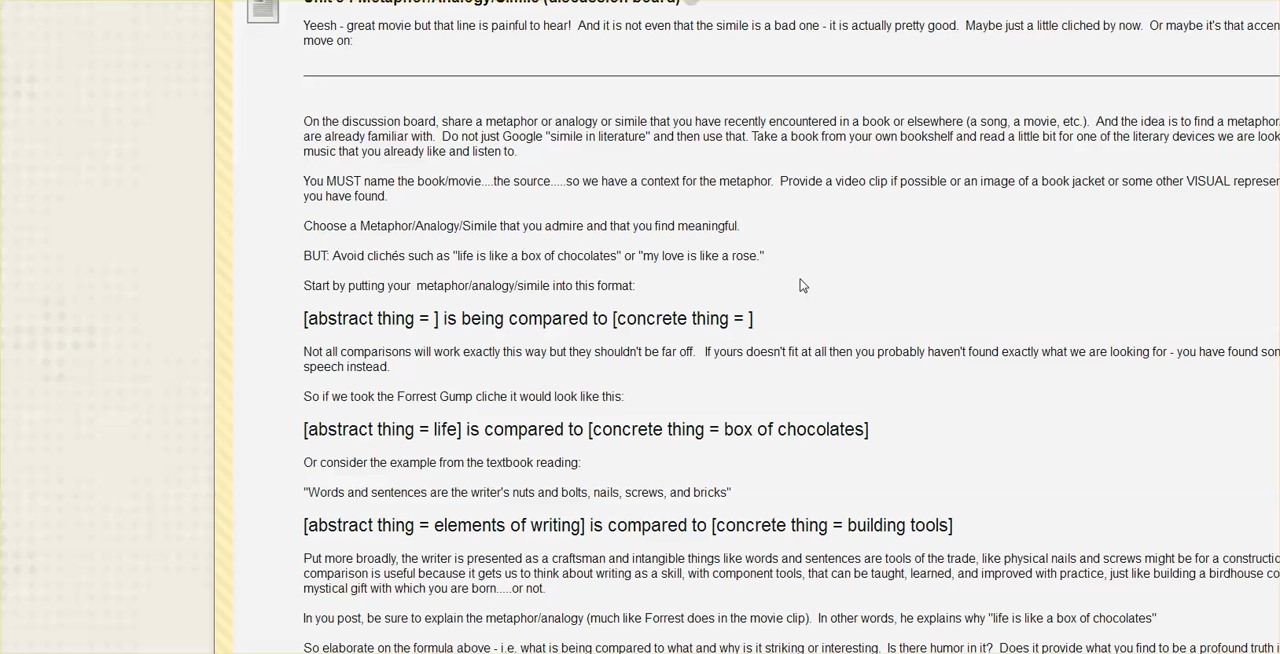 Metaphor/Analogy/Simile (discussion board)
Yeesh - great movie but that line is painful to hear! And it is not even that the simile is a bad one - it is actually pretty good. Maybe just a little cliched by now. Or maybe it's that accen
move on:
On the discussion board, share a metaphor or analogy or simile that you have recently encountered in a book or elsewhere (a song, a movie, etc.). And the idea is to find a metaphor
are already familiar with. Do not just Google "simile in literature" and then use that. Take a book from your own bookshelf and read a little bit for one of the literary devices we are look
music that you already like and listen to.
You MUST name the book/movie....the source.....so we have a context for the metaphor. Provide a video clip if possible or an image of a book jacket or some other VISUAL represen
you have found.
Choose a Metaphor/Analogy/Simile that you admire and that you find meaningful.
BUT: Avoid clichés such as "life is like a box of chocolates" or "my love is like a rose."
Start by putting your metaphor/analogy/simile into this format:
[abstract thing = ] is being compared to [concrete thing = ]
Not all comparisons will work exactly this way but they shouldn't be far off. If yours doesn't fit at all then you probably haven't found exactly what we are looking for - you have found som
speech instead.
So if we took the Forrest Gump cliche it would look like this:
[abstract thing = life] is compared to [concrete thing = box of chocolates]
Or consider the example from the textbook reading:
"Words and sentences are the writer's nuts and bolts, nails, screws, and bricks"
[abstract thing = elements of writing] is compared to [concrete thing = building tools]
Put more broadly, the writer is presented as a craftsman and intangible things like words and sentences are tools of the trade, like physical nails and screws might be for a constructio
comparison is useful because it gets us to think about writing as a skill, with component tools, that can be taught, learned, and improved with practice, just like building a birdhouse co
mystical gift with which you are born.....or not.
In you post, be sure to explain the metaphor/analogy (much like Forrest does in the movie clip). In other words, he explains why "life is like a box of chocolates"
So elaborate on the formula above - i.e. what is being compared to what and why is it striking or interesting. Is there humor in it? Does it provide what you find to be a profound truth i